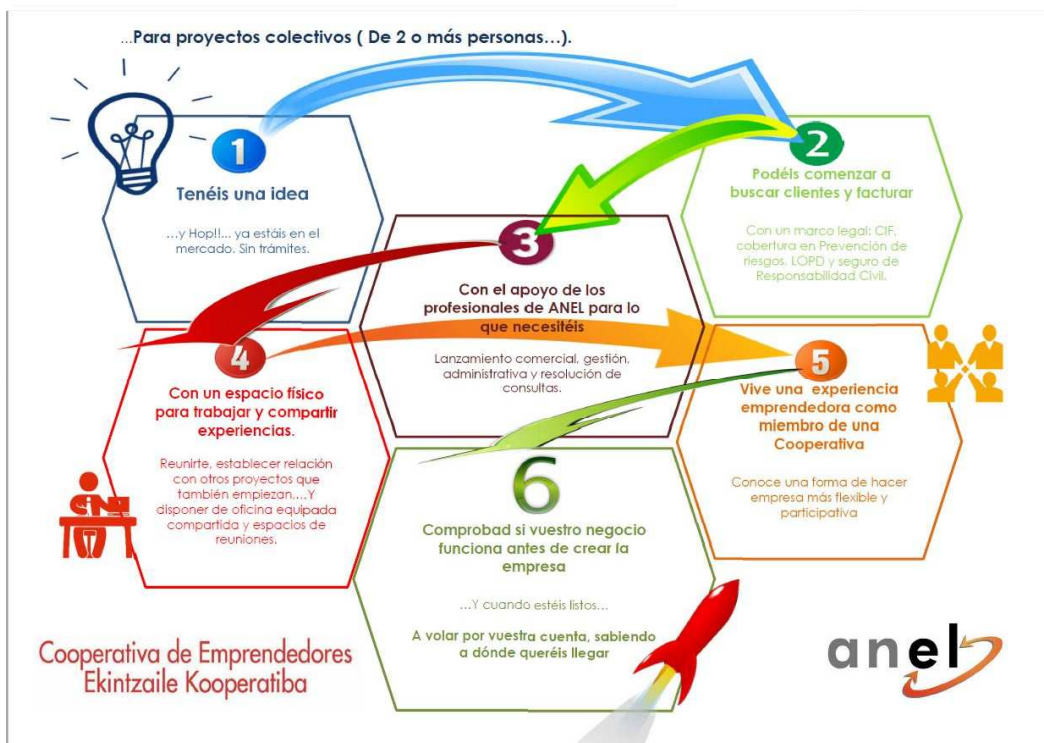 ...Para proyectos colectivos ( De 2 o más personas...).
1
Tenéis una idea
...y Hop!!... ya estáis en el
mercado. Sin trámites.
2
Podéis comenzar a
buscar clientes y facturar
Con un marco legal: CIF,
cobertura en Prevención de
riesgos, LOPD y seguro de
Responsabilidad Civil.
3
Con el apoyo de los
profesionales de ANEL para lo
que necesitéis
Lanzamiento comercial, gestión,
administrativa y resolución de
consultas.
4
Con un espacio físico
para trabajar y compartir
experiencias.
Reunirte, establecer relación
con otros proyectos que
también empiezan....Y
disponer de oficina equipada
compartida y espacios de
reuniones.
5
Vive una experiencia
emprendedora como
miembro de una
Cooperativa
Conoce una forma de hacer
empresa más flexible y
participativa
6
Comprobad si vuestro negocio
funciona antes de crear la
empresa
...Y cuando estéis listos...
A volar por vuestra cuenta, sabiendo
a dónde queréis llegar
Cooperativa de Emprendedores
Ekintzaile Kooperatiba
anel